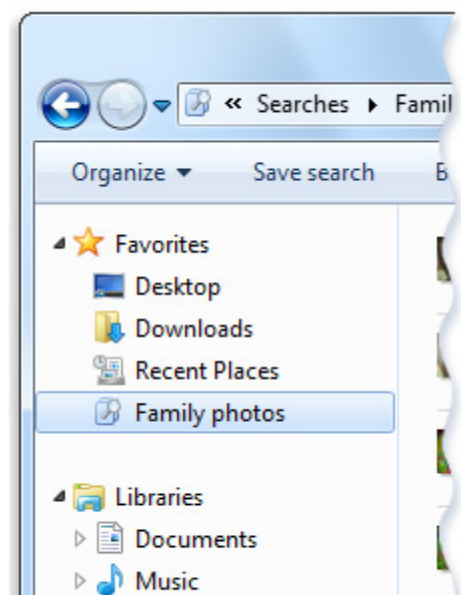 « Searches ▸ Famil
Organize ▾ Save search B
Favorites
Desktop
Downloads
Recent Places
Family photos
Libraries
Documents
Music